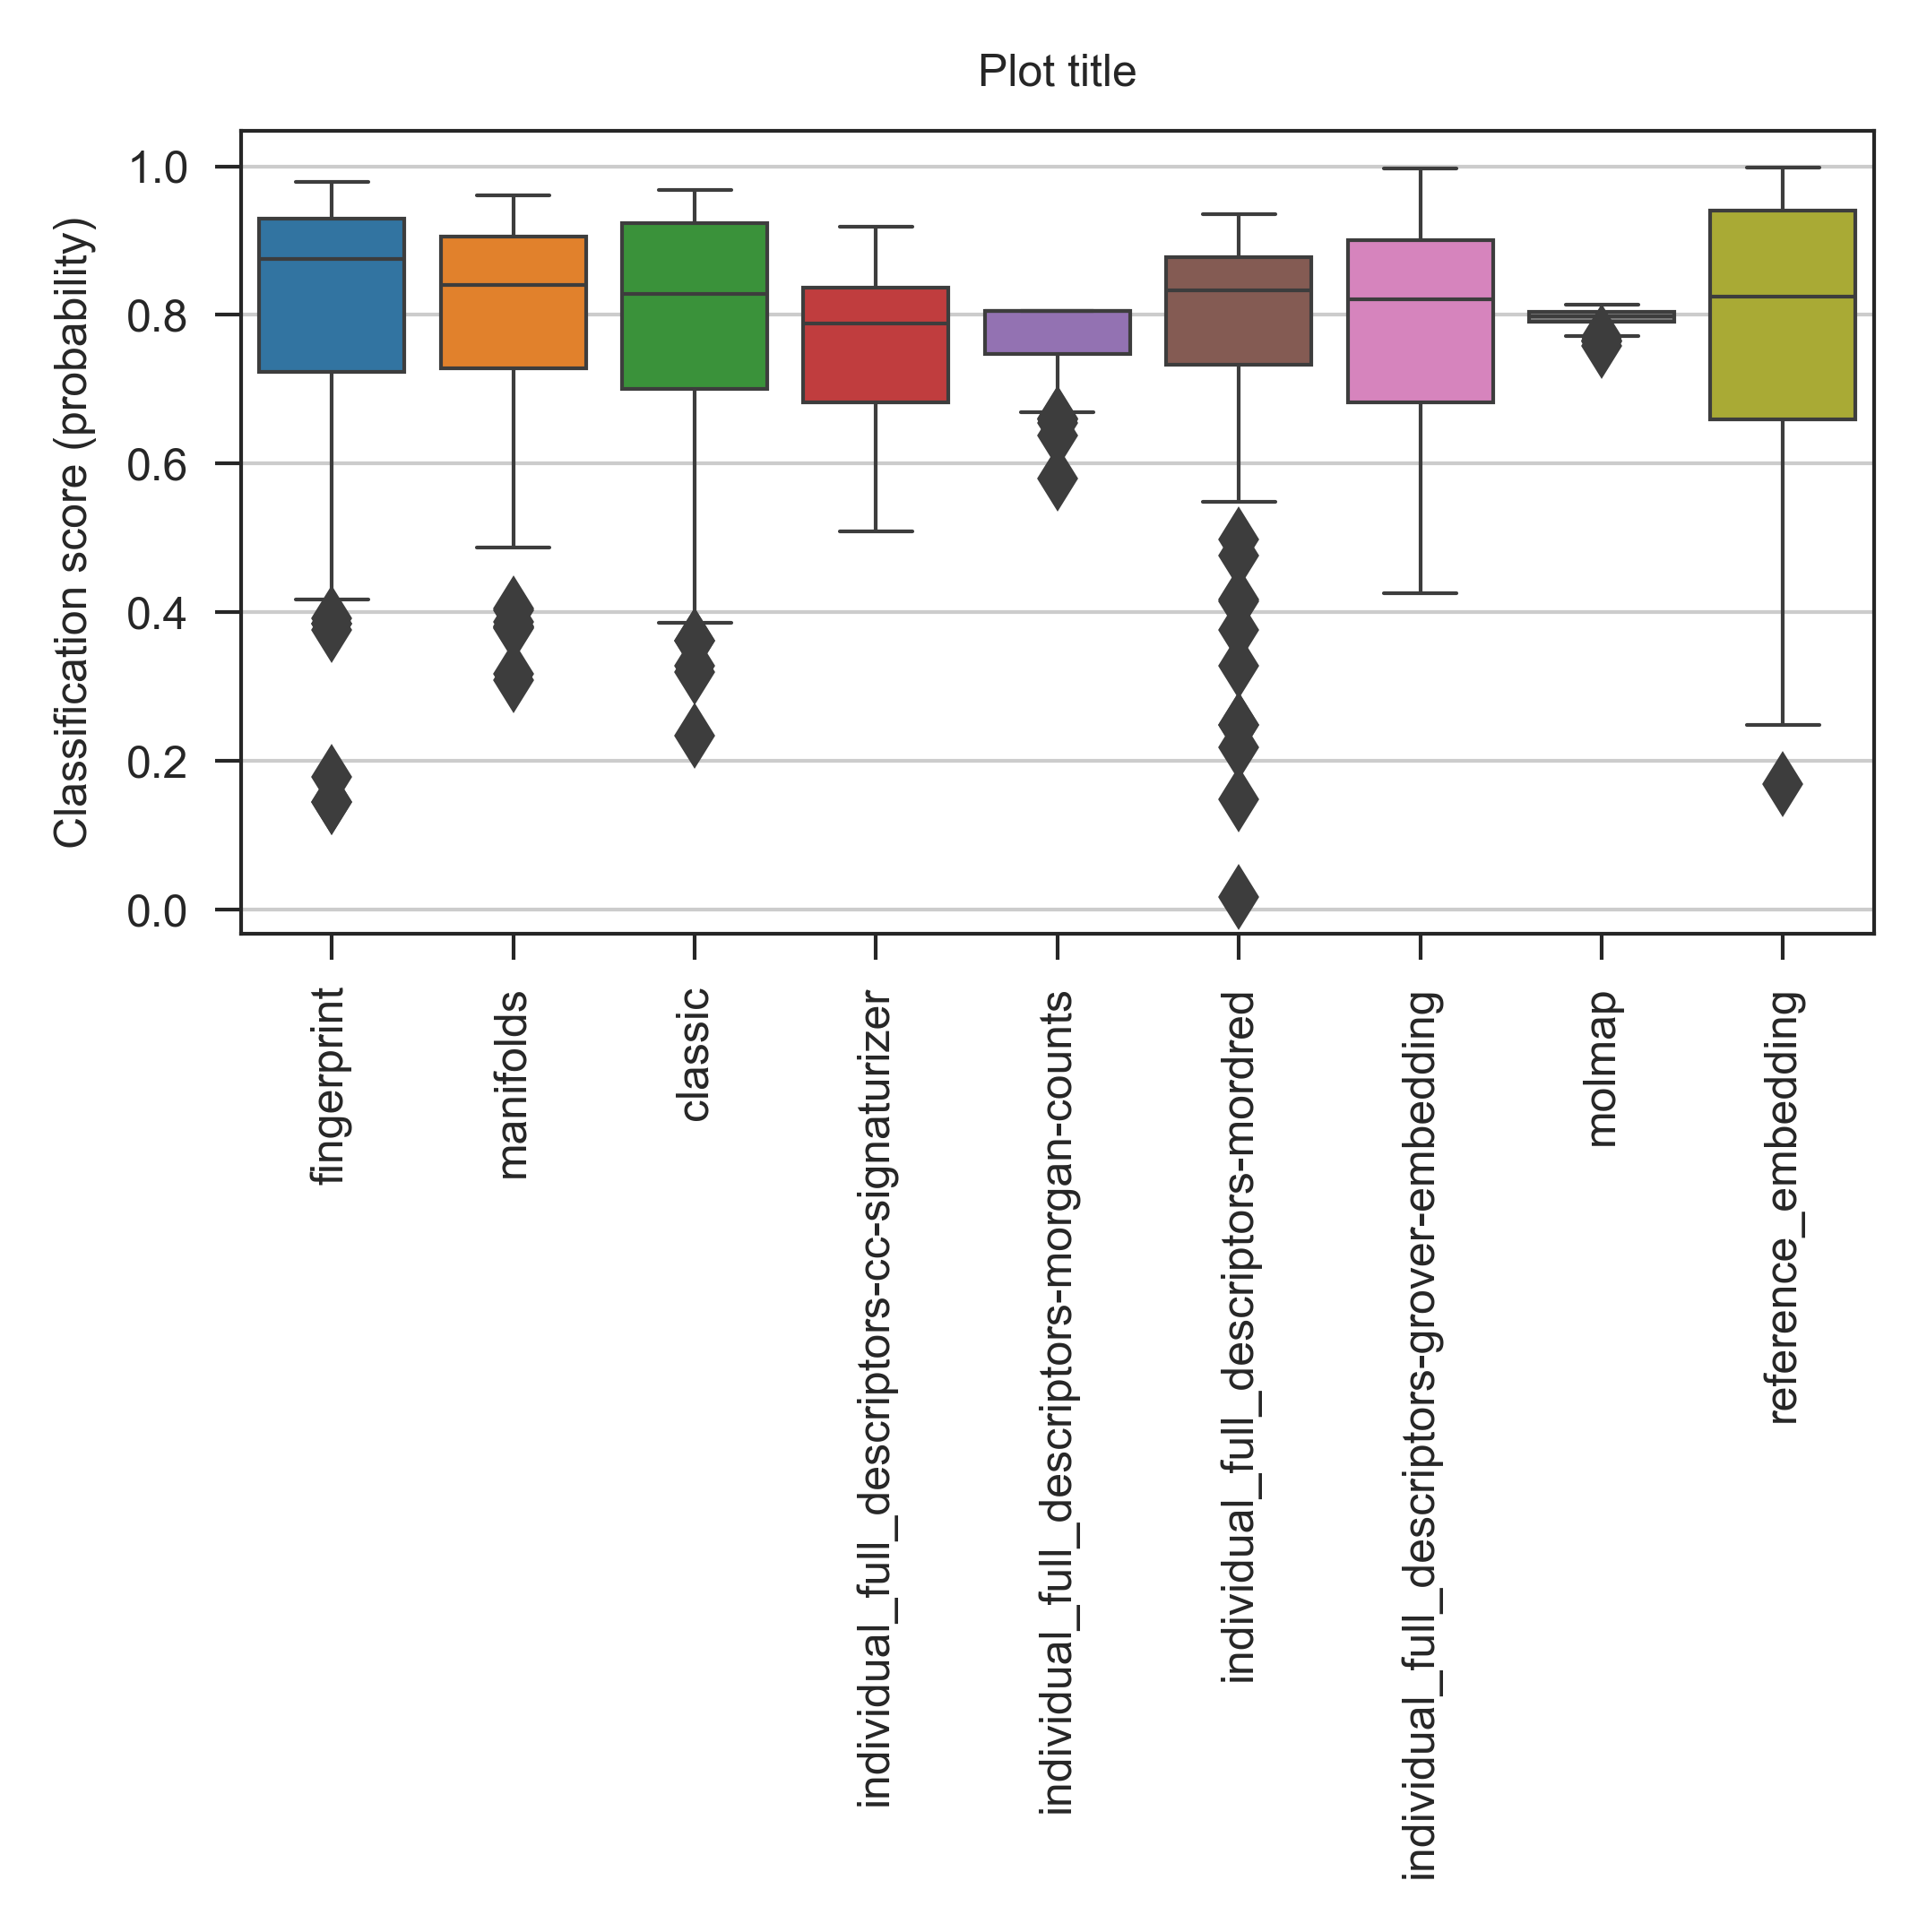 Plot title
Classification score (probability)
1.0
0.8
0.6
0.4
0.2
0.0
fingerprint
manifolds
classic
individual_full_descriptors-cc-signaturizer
individual_full_descriptors-morgan-counts
individual_full_descriptors-mordred
individual_full_descriptors-grover-embedding
molmap
reference_embedding